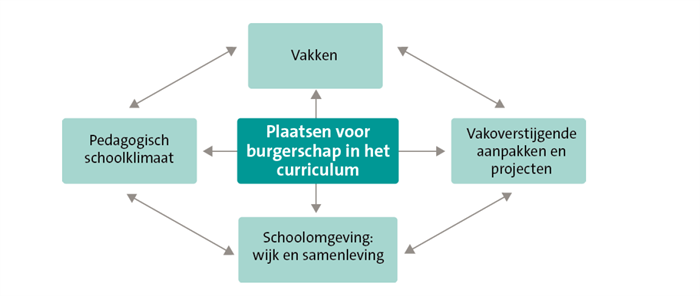 Vakken
Pedagogisch
schoolklimaat
Plaatsen voor
burgerschap in het
curriculum
Vakoverstijgende
aanpakken en
projecten
Schoolomgeving:
wijk en samenleving